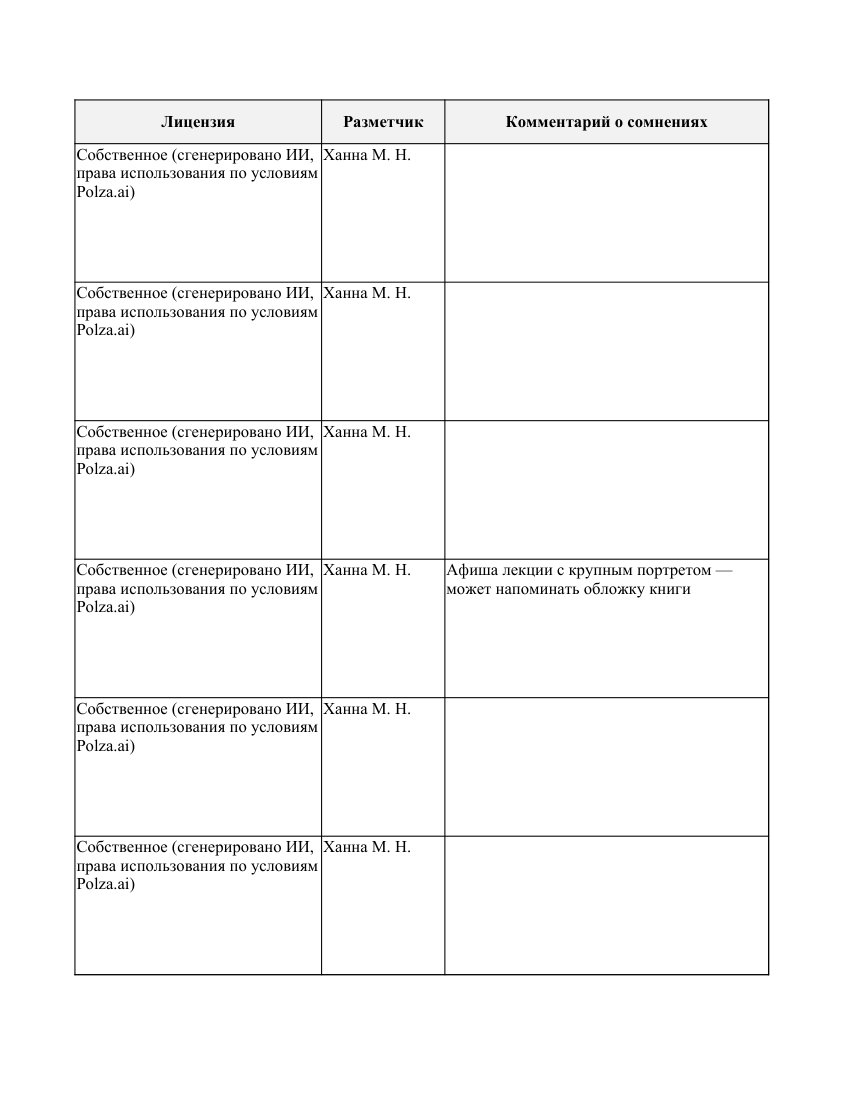 Лицензия Разметчик Комментарий о сомнениях
Собственное (сгенерировано ИИ, Ханна М. Н.
права использования по условиям
Polza.ai)
Собственное (сгенерировано ИИ, Ханна М. Н.
права использования по условиям
Polza.ai)
Собственное (сгенерировано ИИ, Ханна М. Н.
права использования по условиям
Polza.ai)
Собственное (сгенерировано ИИ, Ханна М. Н. Афиша лекции с крупным портретом —
права использования по условиям может напоминать обложку книги
Polza.ai)
Собственное (сгенерировано ИИ, Ханна М. Н.
права использования по условиям
Polza.ai)
Собственное (сгенерировано ИИ, Ханна М. Н.
права использования по условиям
Polza.ai)